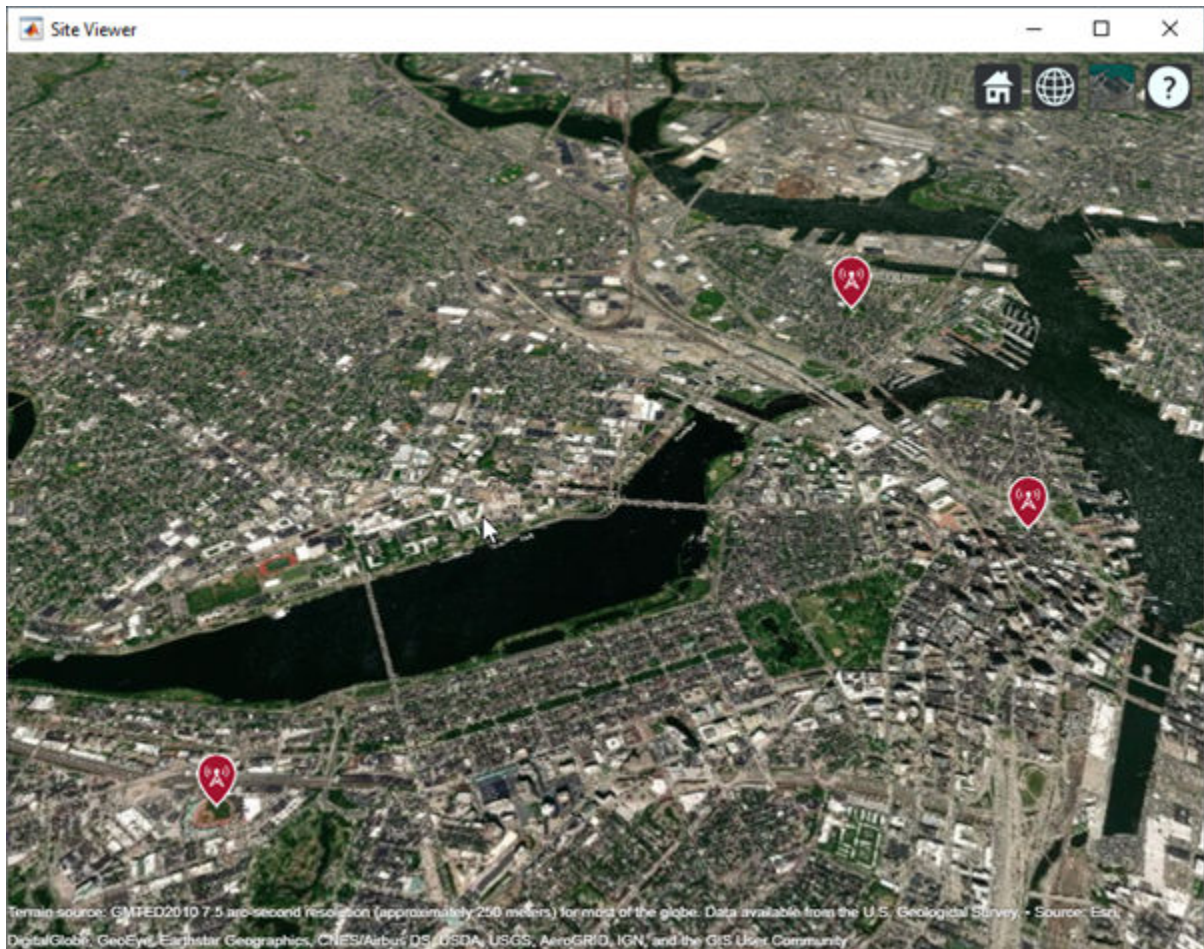 Site Viewer
?
Terrain source: GMTED2010 7.5 arc-second resolution (approximately 250 meters) for most of the globe. Data available from the U.S. Geological Survey. • Source: Esri,
DigitalGlobe, GeoEye, Earthstar Geographics, CNES/Airbus DS, USDA, USGS, AeroGRID, IGN, and the GIS User Community